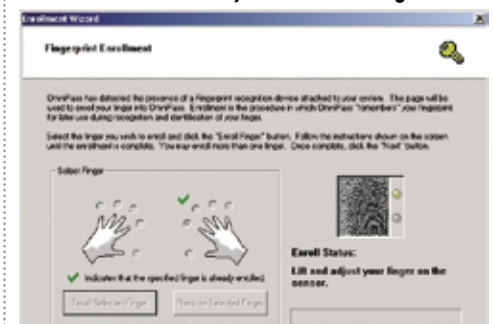 Enrollment Wizard
Fingerprint Enrollment
OmniPass has detected the presence of a fingerprint recognition device attached to your system. This page will be
used to enroll your finger into OmniPass. Enrollment is the procedure in which OmniPass "remembers" your fingerprint
for later use during recognition and identification of your finger.
Select the finger you wish to enroll and click the "Enroll Finger" button. Follow the instructions shown on the screen
until the enrollment is complete. You may enroll more than one finger. Once complete, click the "Next" button.
Select Finger
Indicates that the specified finger is already enrolled.
Enroll Selected Finger
Remove Selected Finger
Enroll Status:
Lift and adjust your finger on the
sensor.